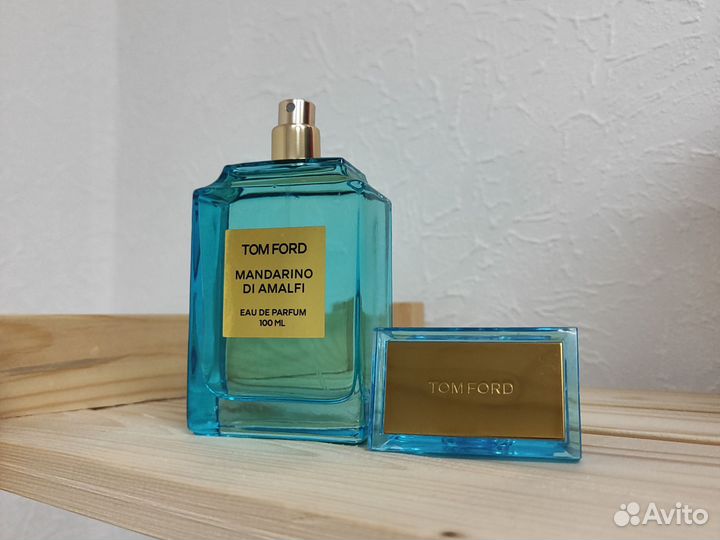 TOM FORD
MANDARINO
DI AMALFI
EAU DE PARFUM
100 ML
TOM FORD
Avito